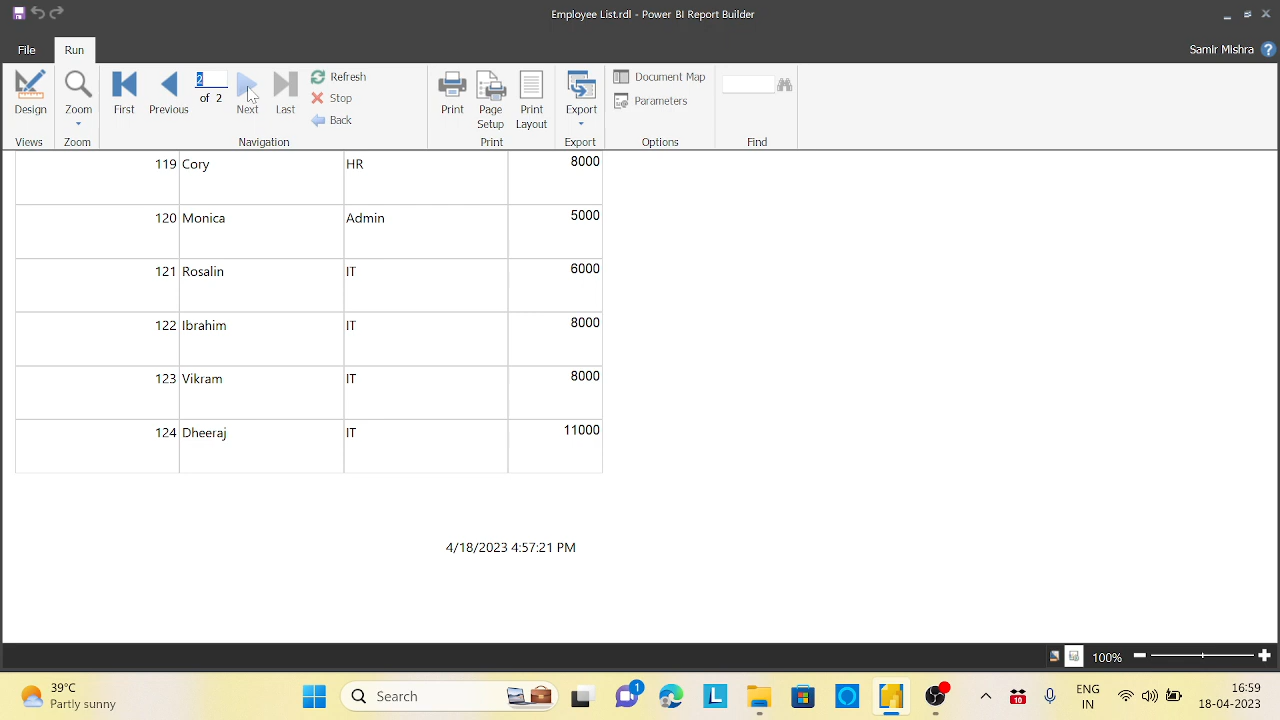 Employee List.rdl - Power BI Report Builder
File
Run
Samir Mishra
?
Design
Zoom
First
Previous
2
of 2
Next
Last
Refresh
Stop
Back
Print
Page Setup
Print Layout
Export
Document Map
Parameters
Views
Zoom
Navigation
Print
Export
Options
Find
119 Cory HR 8000
120 Monica Admin 5000
121 Rosalin IT 6000
122 Ibrahim IT 8000
123 Vikram IT 8000
124 Dheeraj IT 11000
4/18/2023 4:57:21 PM
100%
39°C
Partly sunny
Search
1
L
10
ENG
IN
16:59
18-04-2023